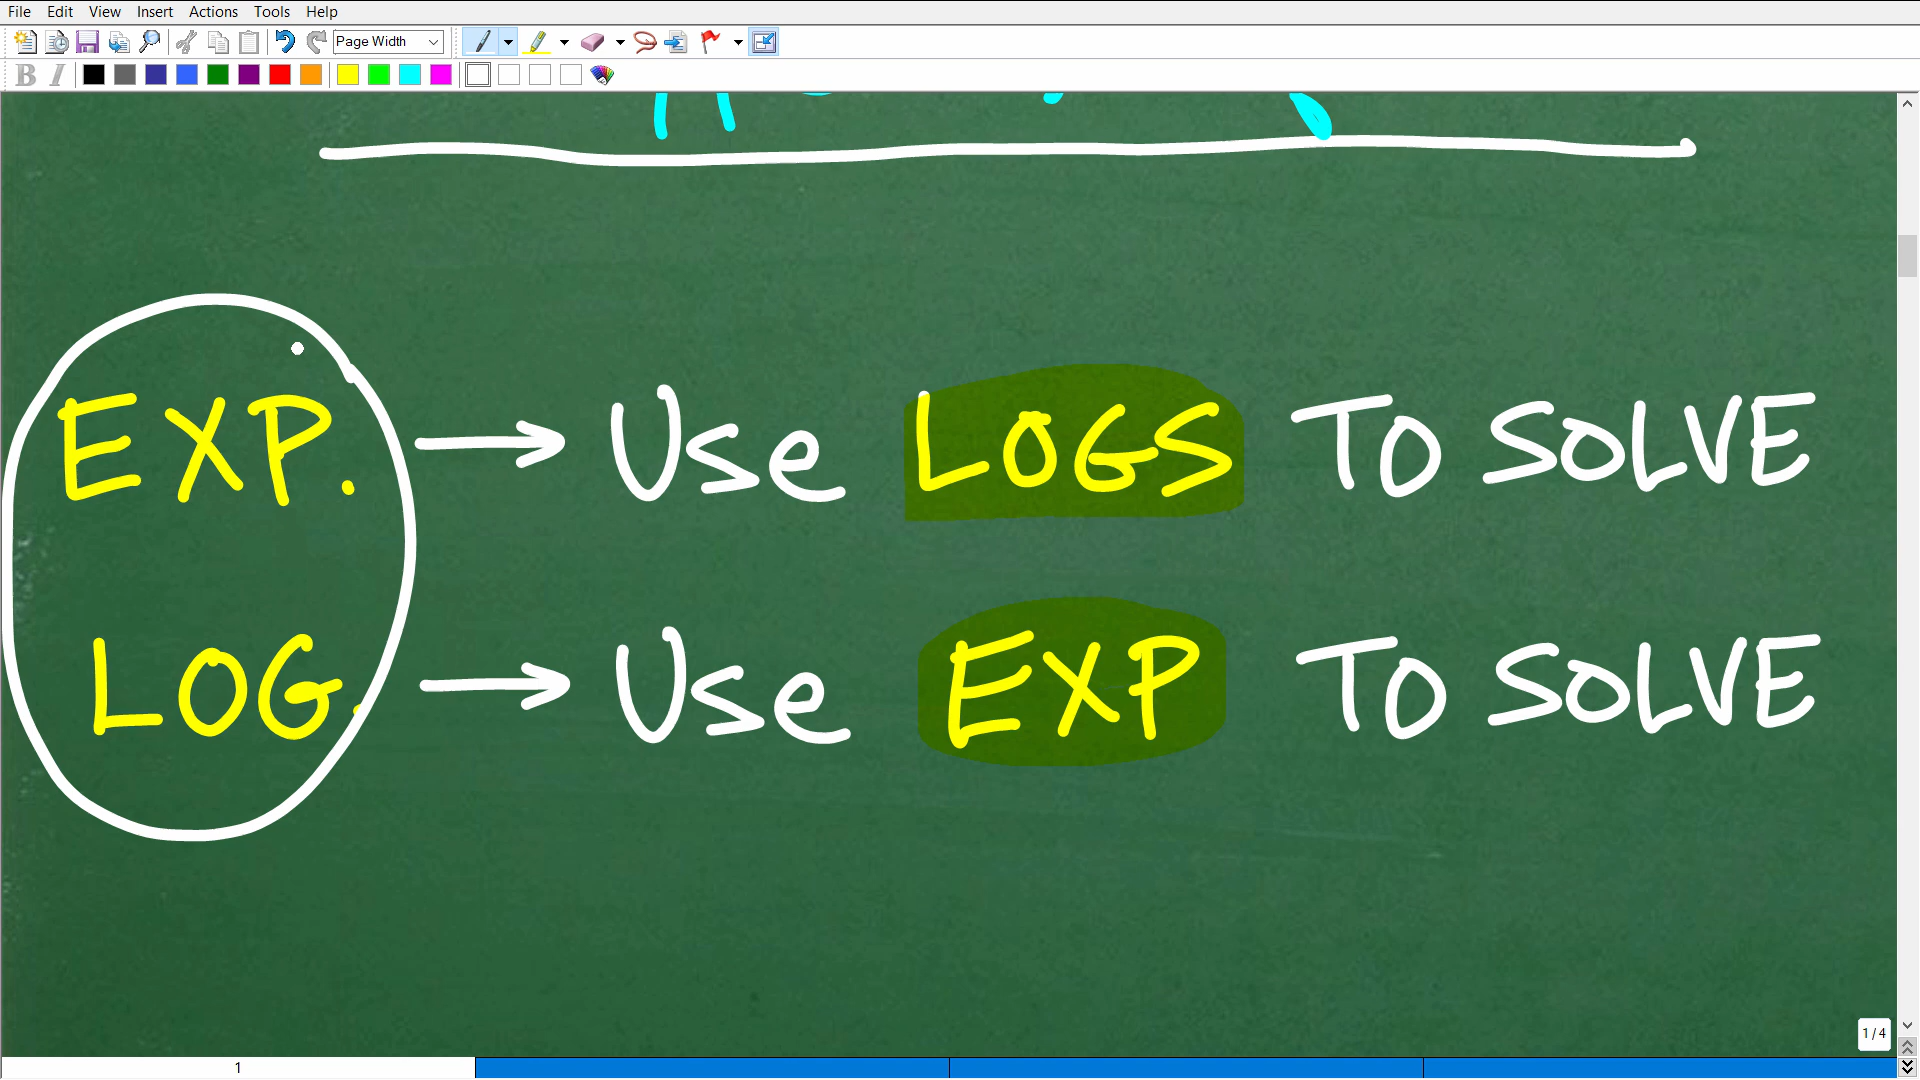 File Edit View Insert Actions Tools Help
Page Width
B I
EXP. → Use LOGS TO SOLVE
LOG. → Use EXP TO SOLVE
1 / 4
1